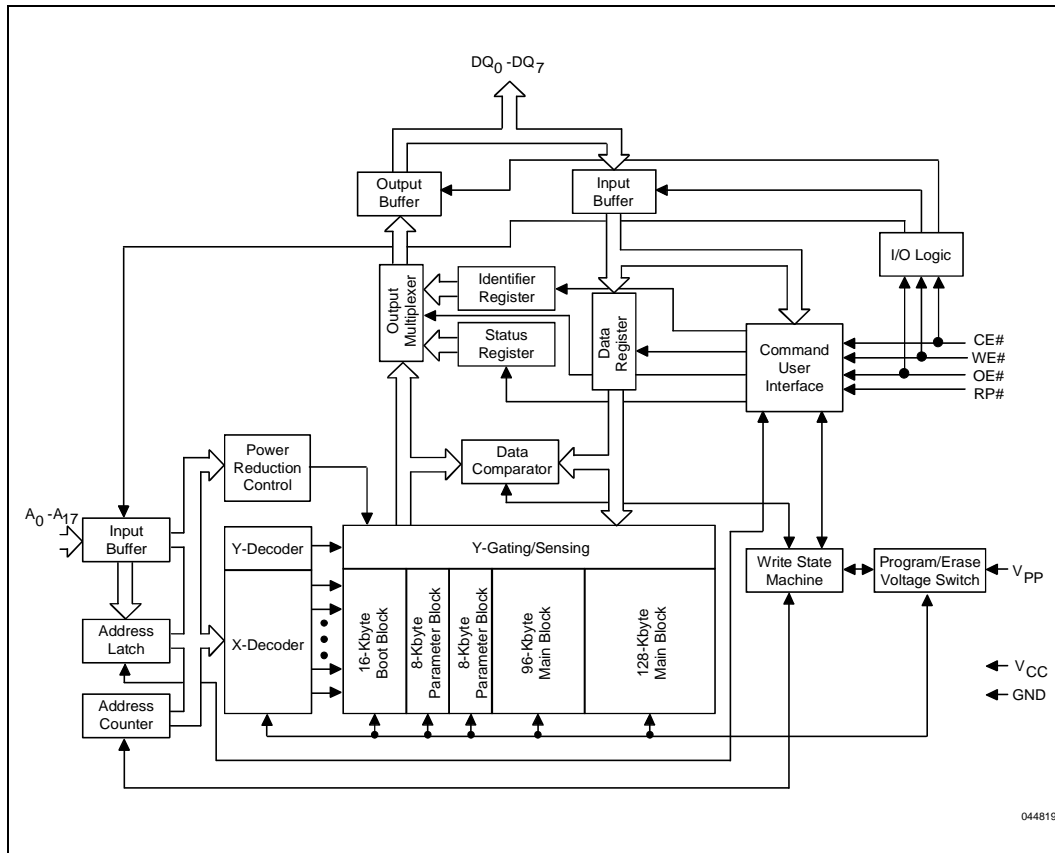 DQ0 -DQ7
Output
Buffer
Input
Buffer
I/O Logic
Output
Multiplexer
Identifier
Register
Status
Register
Data
Register
Command
User
Interface
CE#
WE#
OE#
RP#
Power
Reduction
Control
Data
Comparator
A0 -A17
Input
Buffer
Y-Decoder
Y-Gating/Sensing
Write State
Machine
Program/Erase
Voltage Switch
VPP
Address
Latch
X-Decoder
16-Kbyte
Boot Block
8-Kbyte
Parameter Block
8-Kbyte
Parameter Block
96-Kbyte
Main Block
128-Kbyte
Main Block
VCC
GND
Address
Counter
044819